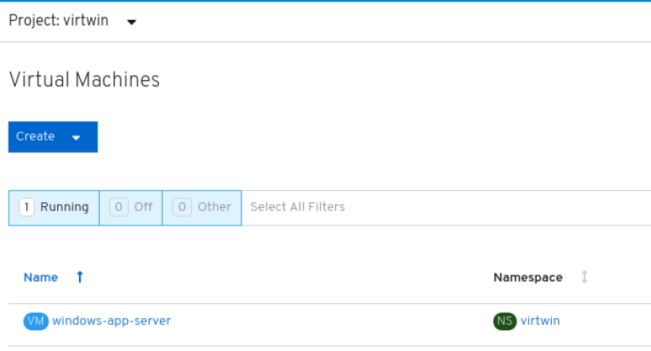 Project: virtwin
Virtual Machines
Create
1 Running 0 Off 0 Other Select All Filters
Name Namespace
VM windows-app-server NS virtwin